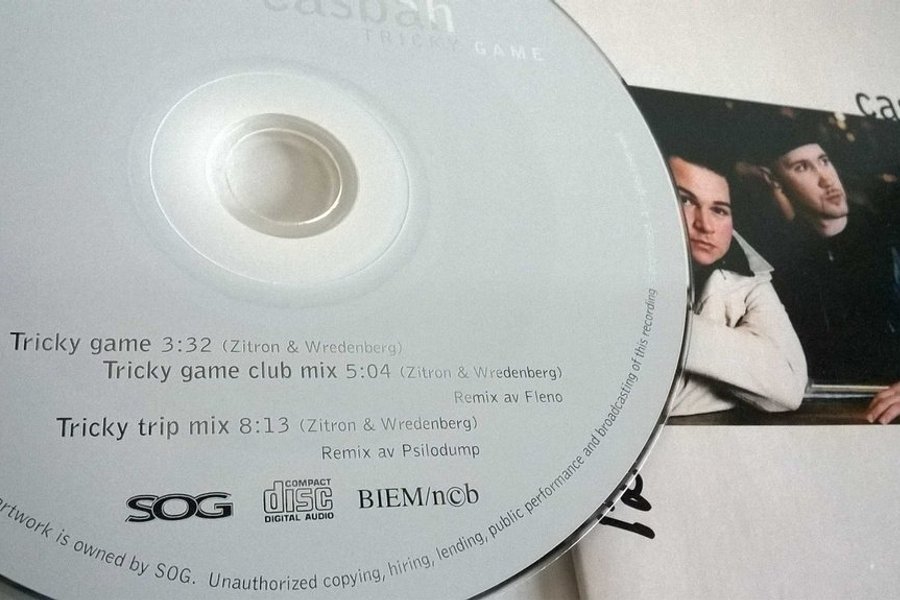 casbah
TRICKY GAME
Tricky game 3:32 (Zitron & Wredenberg)
Tricky game club mix 5:04 (Zitron & Wredenberg)
Remix av Fleno
Tricky trip mix 8:13 (Zitron & Wredenberg)
Remix av Psilodump
SOG
COMPACT
disc
DIGITAL AUDIO
BIEM/n©b
artwork is owned by SOG. Unauthorized copying, hiring, lending, public performance and broadcasting of this recording
cas